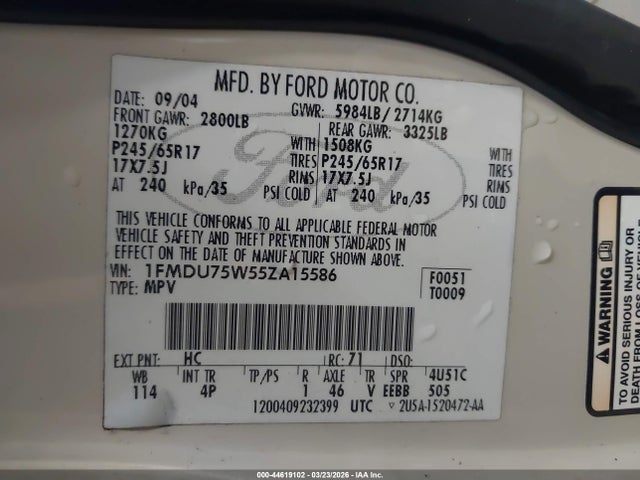 MFD. BY FORD MOTOR CO.
DATE: 09/04 GVWR: 5984LB/2714KG
FRONT GAWR: 2800LB REAR GAWR: 3325LB
1270KG WITH 1508KG WITH
P245/65R17 TIRES P245/65R17 TIRES
17X7.5J RIMS 17X7.5J RIMS
AT 240 kPa/35 PSI COLD AT 240 kPa/35 PSI COLD
Ford
THIS VEHICLE CONFORMS TO ALL APPLICABLE FEDERAL MOTOR
VEHICLE SAFETY AND THEFT PREVENTION STANDARDS IN
EFFECT ON THE DATE OF MANUFACTURE SHOWN ABOVE.
VIN: 1FMDU75W55ZA15586 F0051
TYPE: MPV T0009
EXT PNT: HC RC: 71 DSO:
WB INT TR TP/PS R AXLE TR SPR 4U51C
114 4P 1 46 V EEBB 505
1200409232399 UTC 2U5A-1520472-AA
WARNING
TO AVOID SERIOUS INJURY OR
DEATH FROM LOSS OF
000-44619102 | 03/23/2026 - IAA Inc.